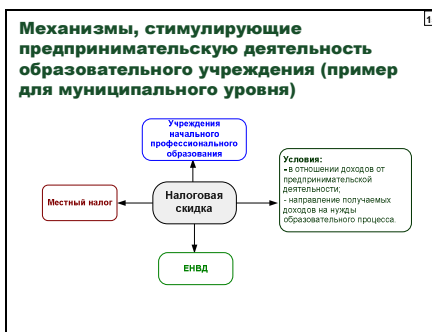 1
Механизмы, стимулирующие
предпринимательскую деятельность
образовательного учреждения (пример
для муниципального уровня)
Учреждения
начального
профессионального
образования
Условия:
- в отношении доходов от
предпринимательской
деятельности;
- направление получаемых
доходов на нужды
образовательного процесса.
Местный налог
Налоговая
скидка
ЕНВД